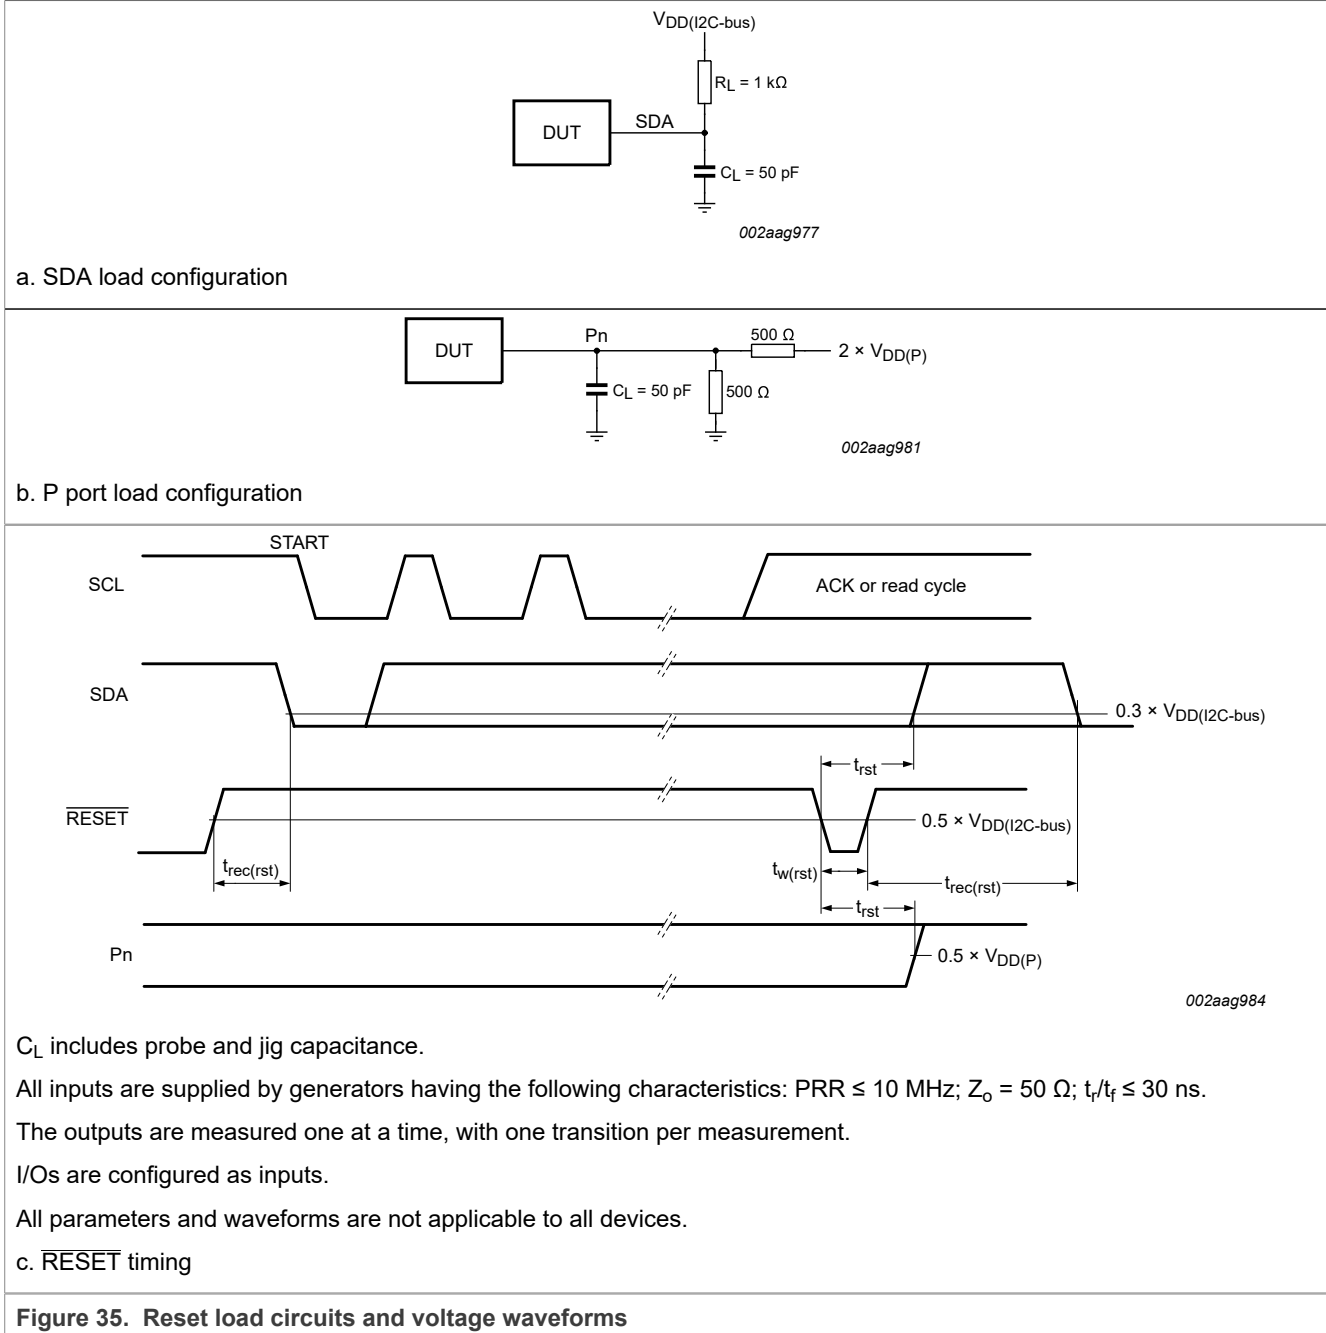 VDD(I2C-bus)
RL = 1 kΩ
DUT
SDA
CL = 50 pF
002aag977
a. SDA load configuration
DUT
Pn
500 Ω
2 × VDD(P)
CL = 50 pF
500 Ω
002aag981
b. P port load configuration
START
SCL
ACK or read cycle
SDA
0.3 × VDD(I2C-bus)
trst
RESET
0.5 × VDD(I2C-bus)
trec(rst)
tw(rst)
trec(rst)
trst
Pn
0.5 × VDD(P)
002aag984
CL includes probe and jig capacitance.
All inputs are supplied by generators having the following characteristics: PRR ≤ 10 MHz; Zo = 50 Ω; tr/tf ≤ 30 ns.
The outputs are measured one at a time, with one transition per measurement.
I/Os are configured as inputs.
All parameters and waveforms are not applicable to all devices.
c. RESET timing
Figure 35. Reset load circuits and voltage waveforms